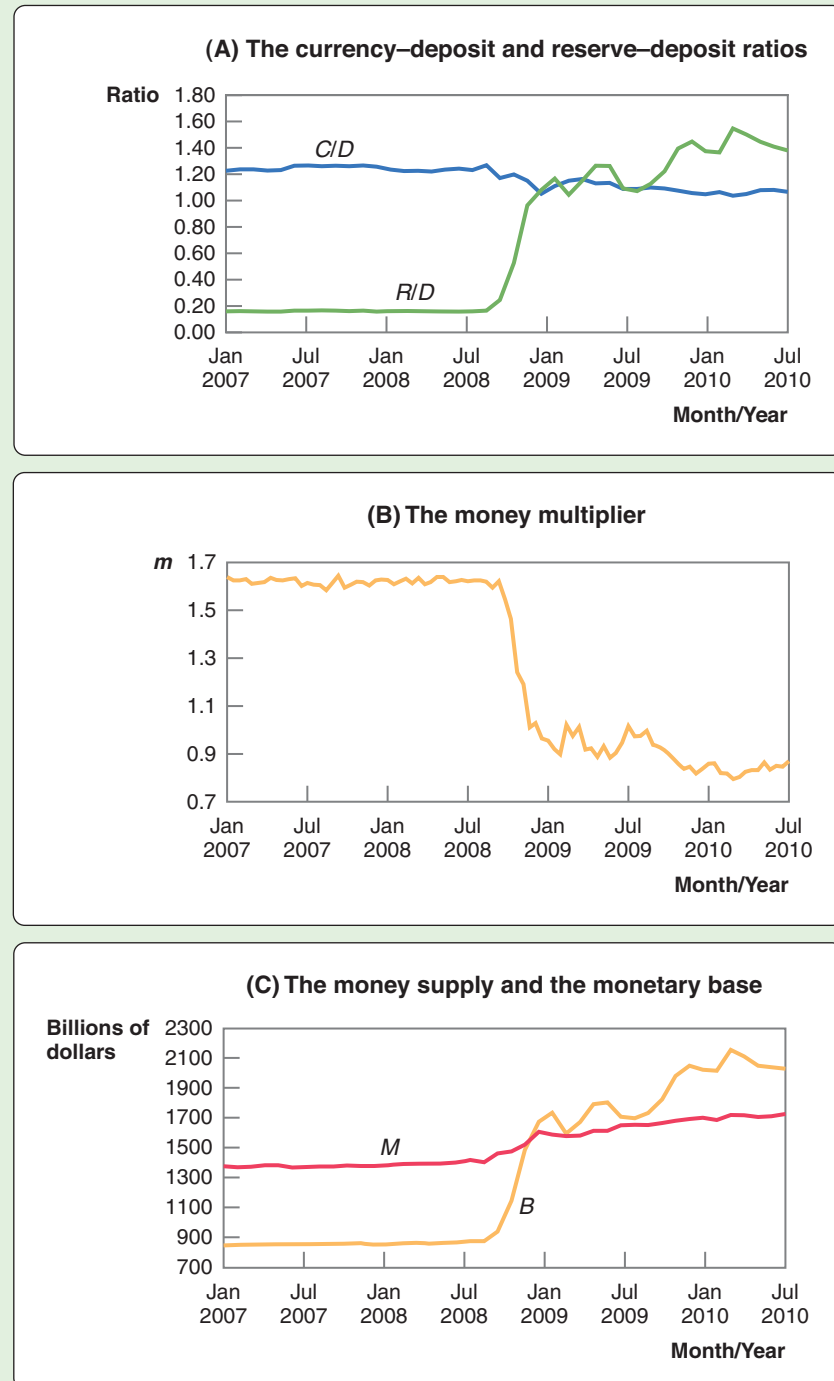 (A) The currency–deposit and reserve–deposit ratios
Ratio
1.80
1.60
1.40
1.20
1.00
0.80
0.60
0.40
0.20
0.00
C/D
R/D
Jan Jul Jan Jul Jan Jul Jan Jul
2007 2007 2008 2008 2009 2009 2010 2010
Month/Year
(B) The money multiplier
m
1.7
1.5
1.3
1.1
0.9
0.7
Jan Jul Jan Jul Jan Jul Jan Jul
2007 2007 2008 2008 2009 2009 2010 2010
Month/Year
(C) The money supply and the monetary base
Billions of
dollars
2300
2100
1900
1700
1500
1300
1100
900
700
M
B
Jan Jul Jan Jul Jan Jul Jan Jul
2007 2007 2008 2008 2009 2009 2010 2010
Month/Year